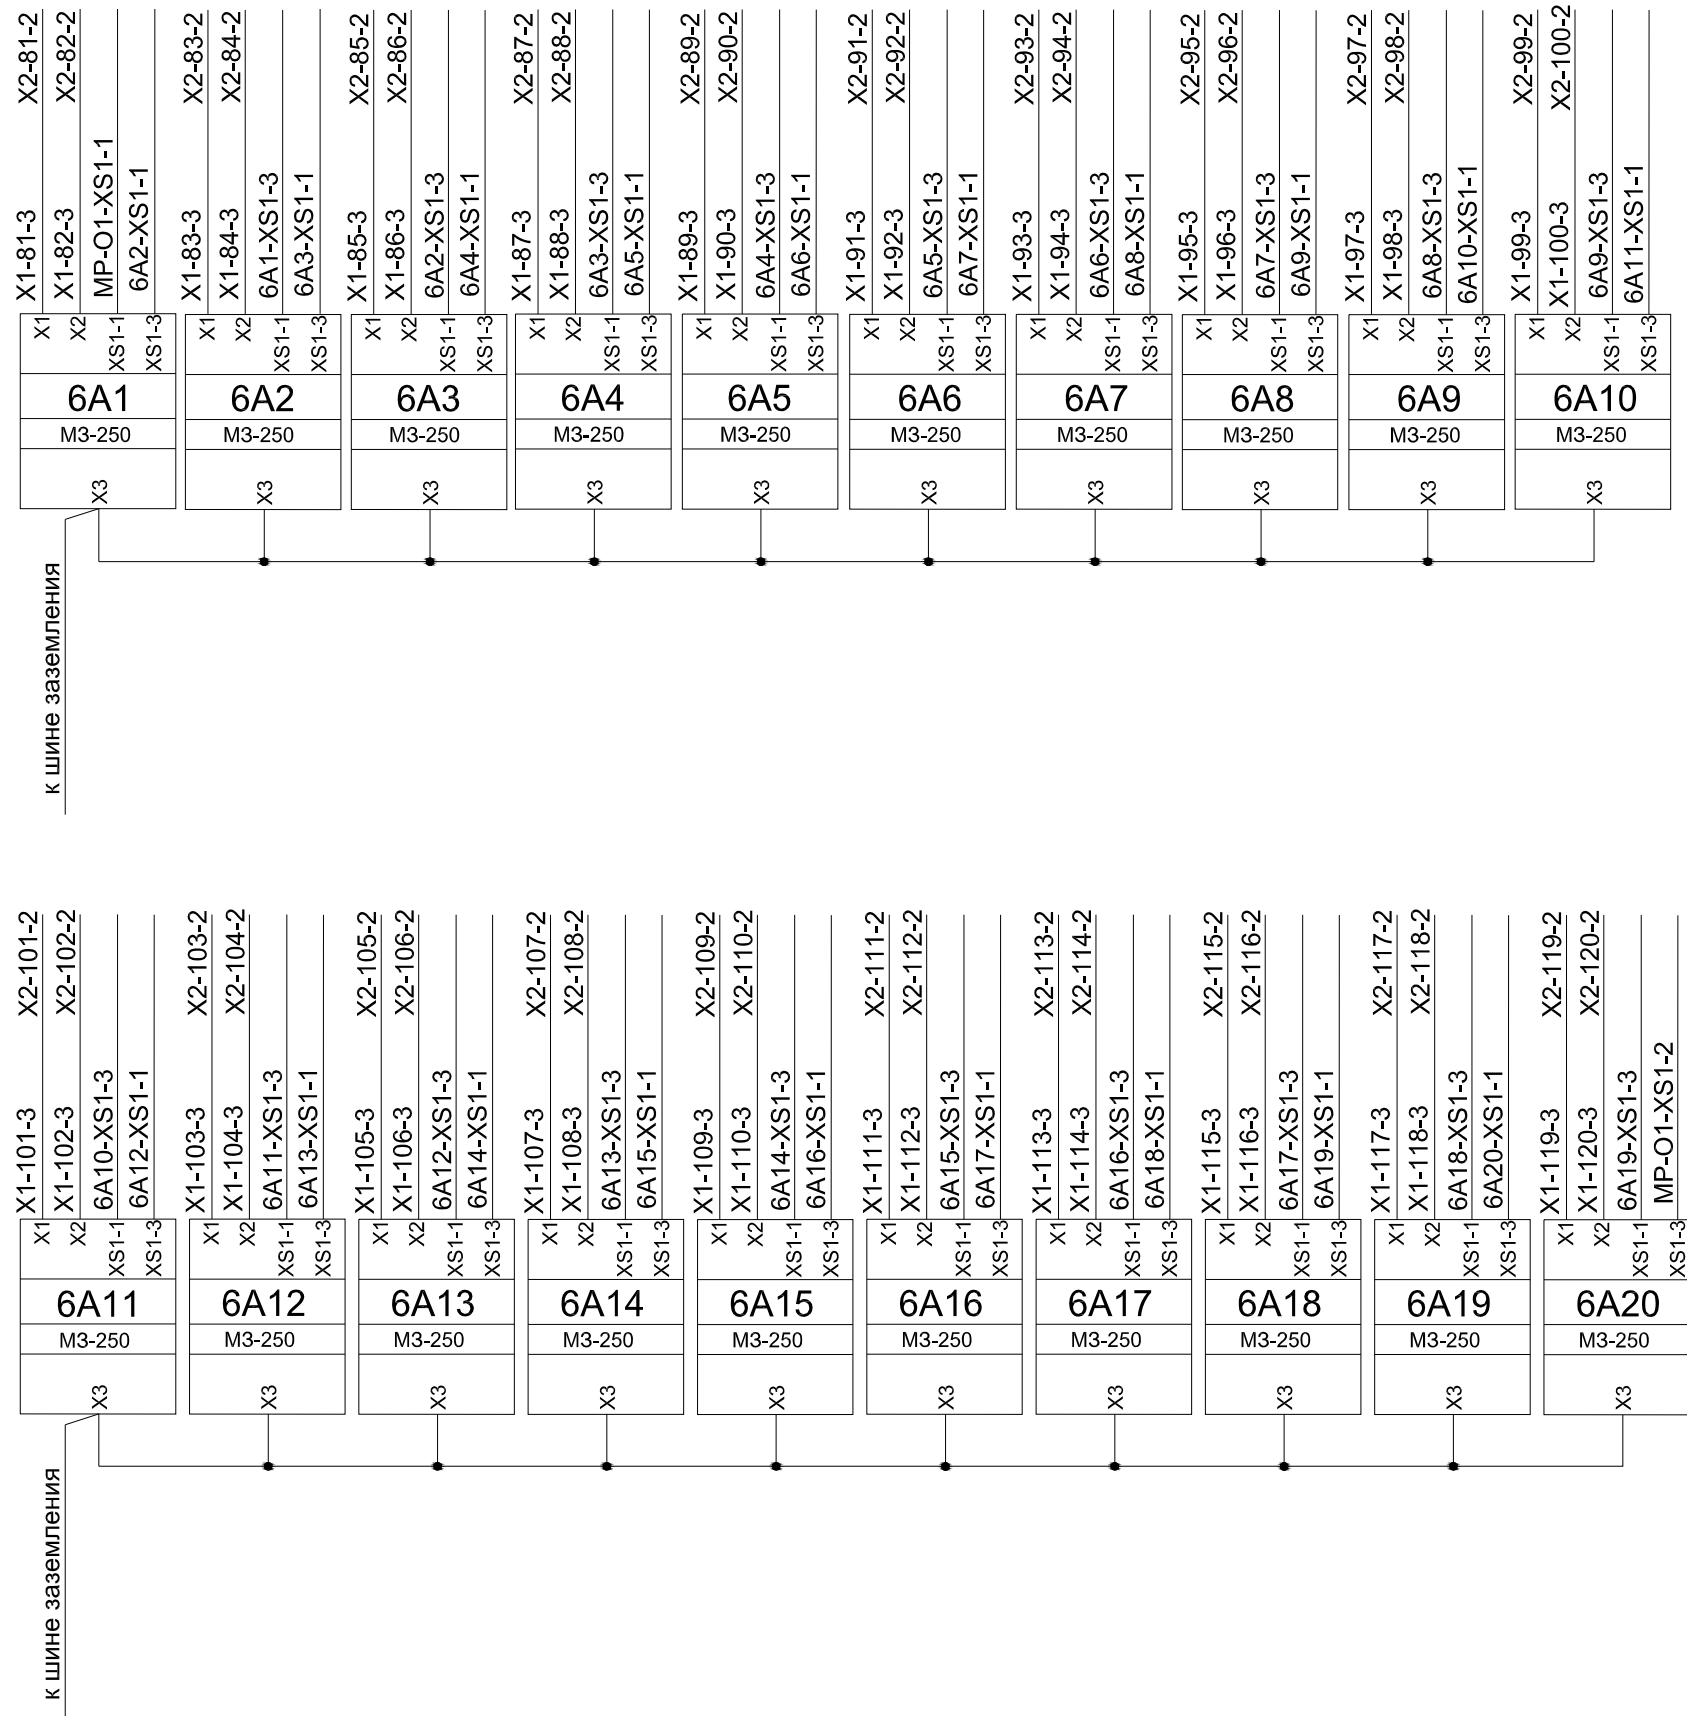 X2-81-2
X2-82-2
X2-83-2
X2-84-2
X2-85-2
X2-86-2
X2-87-2
X2-88-2
X2-89-2
X2-90-2
X2-91-2
X2-92-2
X2-93-2
X2-94-2
X2-95-2
X2-96-2
X2-97-2
X2-98-2
X2-99-2
X2-100-2
X1-81-3
X1-82-3
MP-O1-XS1-1
6A2-XS1-1
X1-83-3
X1-84-3
6A1-XS1-3
6A3-XS1-1
X1-85-3
X1-86-3
6A2-XS1-3
6A4-XS1-1
X1-87-3
X1-88-3
6A3-XS1-3
6A5-XS1-1
X1-89-3
X1-90-3
6A4-XS1-3
6A6-XS1-1
X1-91-3
X1-92-3
6A5-XS1-3
6A7-XS1-1
X1-93-3
X1-94-3
6A6-XS1-3
6A8-XS1-1
X1-95-3
X1-96-3
6A7-XS1-3
6A9-XS1-1
X1-97-3
X1-98-3
6A8-XS1-3
6A10-XS1-1
X1-99-3
X1-100-3
6A9-XS1-3
6A11-XS1-1
X1
X2
XS1-1
XS1-3
X1
X2
XS1-1
XS1-3
X1
X2
XS1-1
XS1-3
X1
X2
XS1-1
XS1-3
X1
X2
XS1-1
XS1-3
X1
X2
XS1-1
XS1-3
X1
X2
XS1-1
XS1-3
X1
X2
XS1-1
XS1-3
X1
X2
XS1-1
XS1-3
X1
X2
XS1-1
XS1-3
6A1
6A2
6A3
6A4
6A5
6A6
6A7
6A8
6A9
6A10
М3-250
М3-250
М3-250
М3-250
М3-250
М3-250
М3-250
М3-250
М3-250
М3-250
X3
X3
X3
X3
X3
X3
X3
X3
X3
X3
к шине заземления
X2-101-2
X2-102-2
X2-103-2
X2-104-2
X2-105-2
X2-106-2
X2-107-2
X2-108-2
X2-109-2
X2-110-2
X2-111-2
X2-112-2
X2-113-2
X2-114-2
X2-115-2
X2-116-2
X2-117-2
X2-118-2
X2-119-2
X2-120-2
X1-101-3
X1-102-3
6A10-XS1-3
6A12-XS1-1
X1-103-3
X1-104-3
6A11-XS1-3
6A13-XS1-1
X1-105-3
X1-106-3
6A12-XS1-3
6A14-XS1-1
X1-107-3
X1-108-3
6A13-XS1-3
6A15-XS1-1
X1-109-3
X1-110-3
6A14-XS1-3
6A16-XS1-1
X1-111-3
X1-112-3
6A15-XS1-3
6A17-XS1-1
X1-113-3
X1-114-3
6A16-XS1-3
6A18-XS1-1
X1-115-3
X1-116-3
6A17-XS1-3
6A19-XS1-1
X1-117-3
X1-118-3
6A18-XS1-3
6A20-XS1-1
X1-119-3
X1-120-3
6A19-XS1-3
MP-O1-XS1-2
X1
X2
XS1-1
XS1-3
X1
X2
XS1-1
XS1-3
X1
X2
XS1-1
XS1-3
X1
X2
XS1-1
XS1-3
X1
X2
XS1-1
XS1-3
X1
X2
XS1-1
XS1-3
X1
X2
XS1-1
XS1-3
X1
X2
XS1-1
XS1-3
X1
X2
XS1-1
XS1-3
X1
X2
XS1-1
XS1-3
6A11
6A12
6A13
6A14
6A15
6A16
6A17
6A18
6A19
6A20
М3-250
М3-250
М3-250
М3-250
М3-250
М3-250
М3-250
М3-250
М3-250
М3-250
X3
X3
X3
X3
X3
X3
X3
X3
X3
X3
к шине заземления